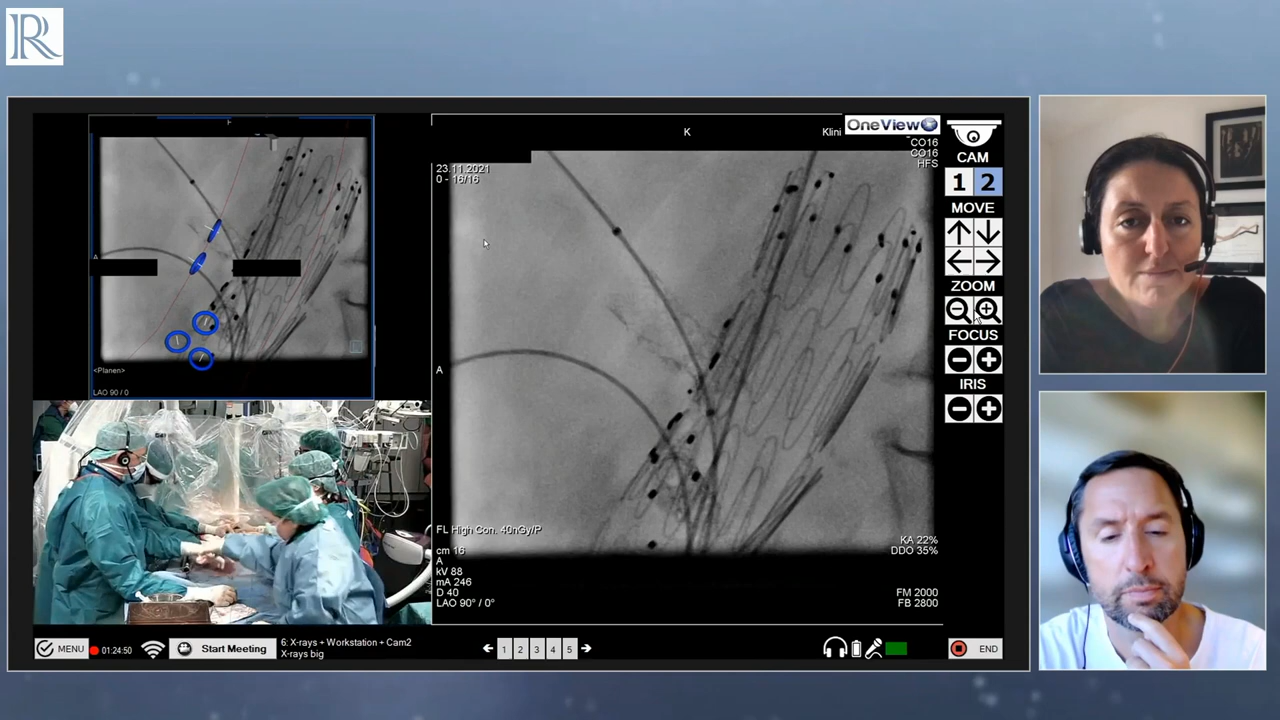 R
<Planen>
LAO 90 / 0
A
K
Klini
OneView
CO16
CO16
HFS
23.11.2021
0 - 16/16
A
FL High Con. 40nGy/P
cm 16
A
kV 88
mA 246
D 40
LAO 90° / 0°
KA 22%
DDO 35%
FM 2000
FB 2800
CAM
1 2
MOVE
ZOOM
FOCUS
IRIS
MENU
01:24:50
Start Meeting
6: X-rays + Workstation + Cam2
X-rays big
1 2 3 4 5
END